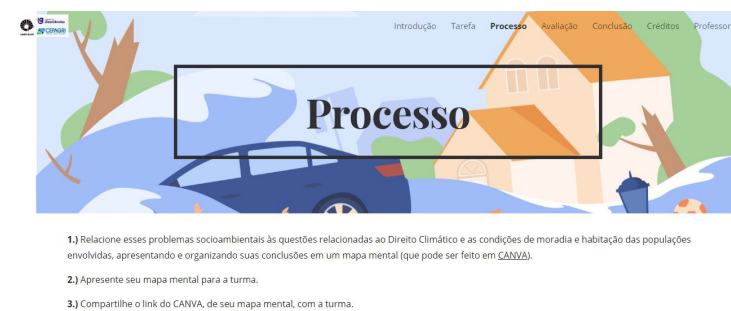 Introdução Tarefa Processo Avaliação Conclusão Créditos Professor
CEPAGRI
Processo
1.) Relacione esses problemas socioambientais às questões relacionadas ao Direito Climático e as condições de moradia e habitação das populações
envolvidas, apresentando e organizando suas conclusões em um mapa mental (que pode ser feito em CANVA).
2.) Apresente seu mapa mental para a turma.
3.) Compartilhe o link do CANVA, de seu mapa mental, com a turma.